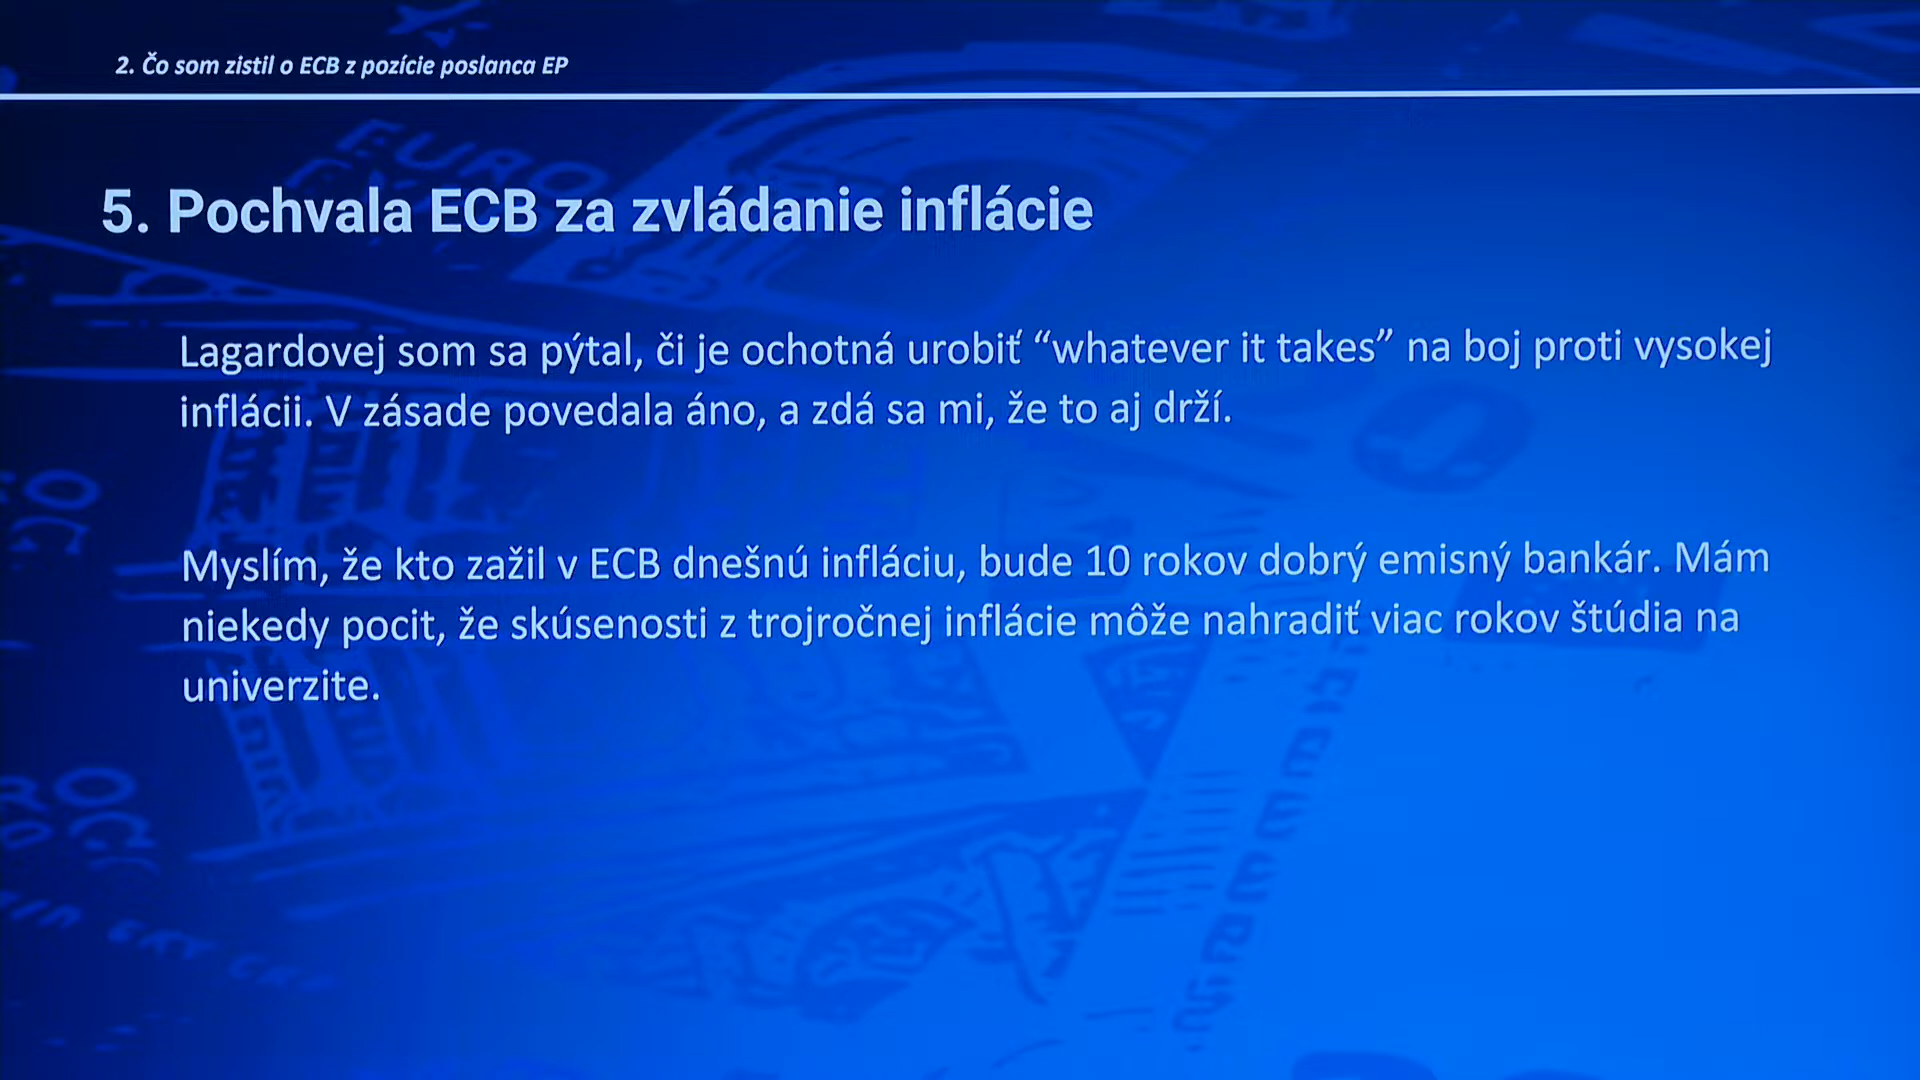 2. Čo som zistil o ECB z pozície poslanca EP
5. Pochvala ECB za zvládanie inflácie
Lagardovej som sa pýtal, či je ochotná urobiť “whatever it takes” na boj proti vysokej
inflácii. V zásade povedala áno, a zdá sa mi, že to aj drží.
Myslím, že kto zažil v ECB dnešnú infláciu, bude 10 rokov dobrý emisný bankár. Mám
niekedy pocit, že skúsenosti z trojročnej inflácie môže nahradiť viac rokov štúdia na
univerzite.
EURO